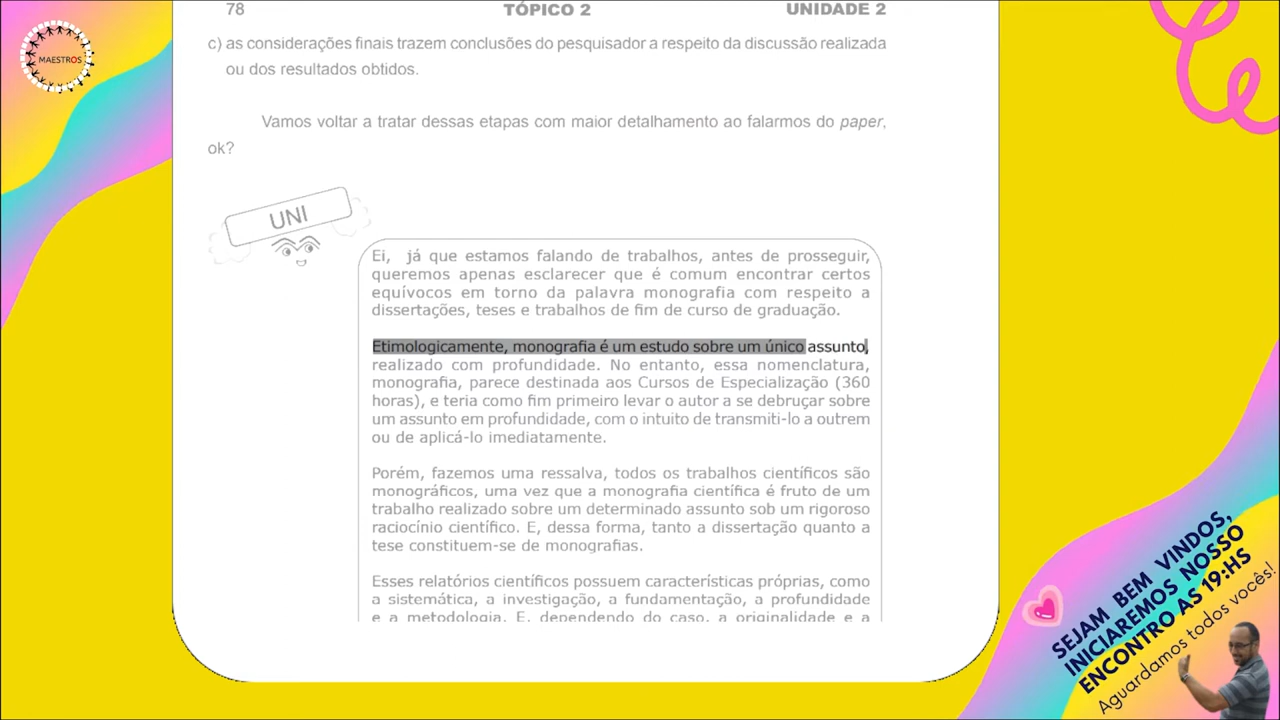 78 TÓPICO 2 UNIDADE 2
MAESTROS
c) as considerações finais trazem conclusões do pesquisador a respeito da discussão realizada
ou dos resultados obtidos.
Vamos voltar a tratar dessas etapas com maior detalhamento ao falarmos do paper,
ok?
UNI
Ei, já que estamos falando de trabalhos, antes de prosseguir,
queremos apenas esclarecer que é comum encontrar certos
equívocos em torno da palavra monografia com respeito a
dissertações, teses e trabalhos de fim de curso de graduação.
Etimologicamente, monografia é um estudo sobre um único assunto,
realizado com profundidade. No entanto, essa nomenclatura,
monografia, parece destinada aos Cursos de Especialização (360
horas), e teria como fim primeiro levar o autor a se debruçar sobre
um assunto em profundidade, com o intuito de transmiti-lo a outrem
ou de aplicá-lo imediatamente.
Porém, fazemos uma ressalva, todos os trabalhos científicos são
monográficos, uma vez que a monografia científica é fruto de um
trabalho realizado sobre um determinado assunto sob um rigoroso
raciocínio científico. E, dessa forma, tanto a dissertação quanto a
tese constituem-se de monografias.
Esses relatórios científicos possuem características próprias, como
a sistemática, a investigação, a fundamentação, a profundidade
e a metodologia. E, dependendo do caso, a originalidade e a
SEJAM BEM VINDOS,
INICIAREMOS NOSSO
ENCONTRO AS 19:HS
Aguardamos todos vocês!